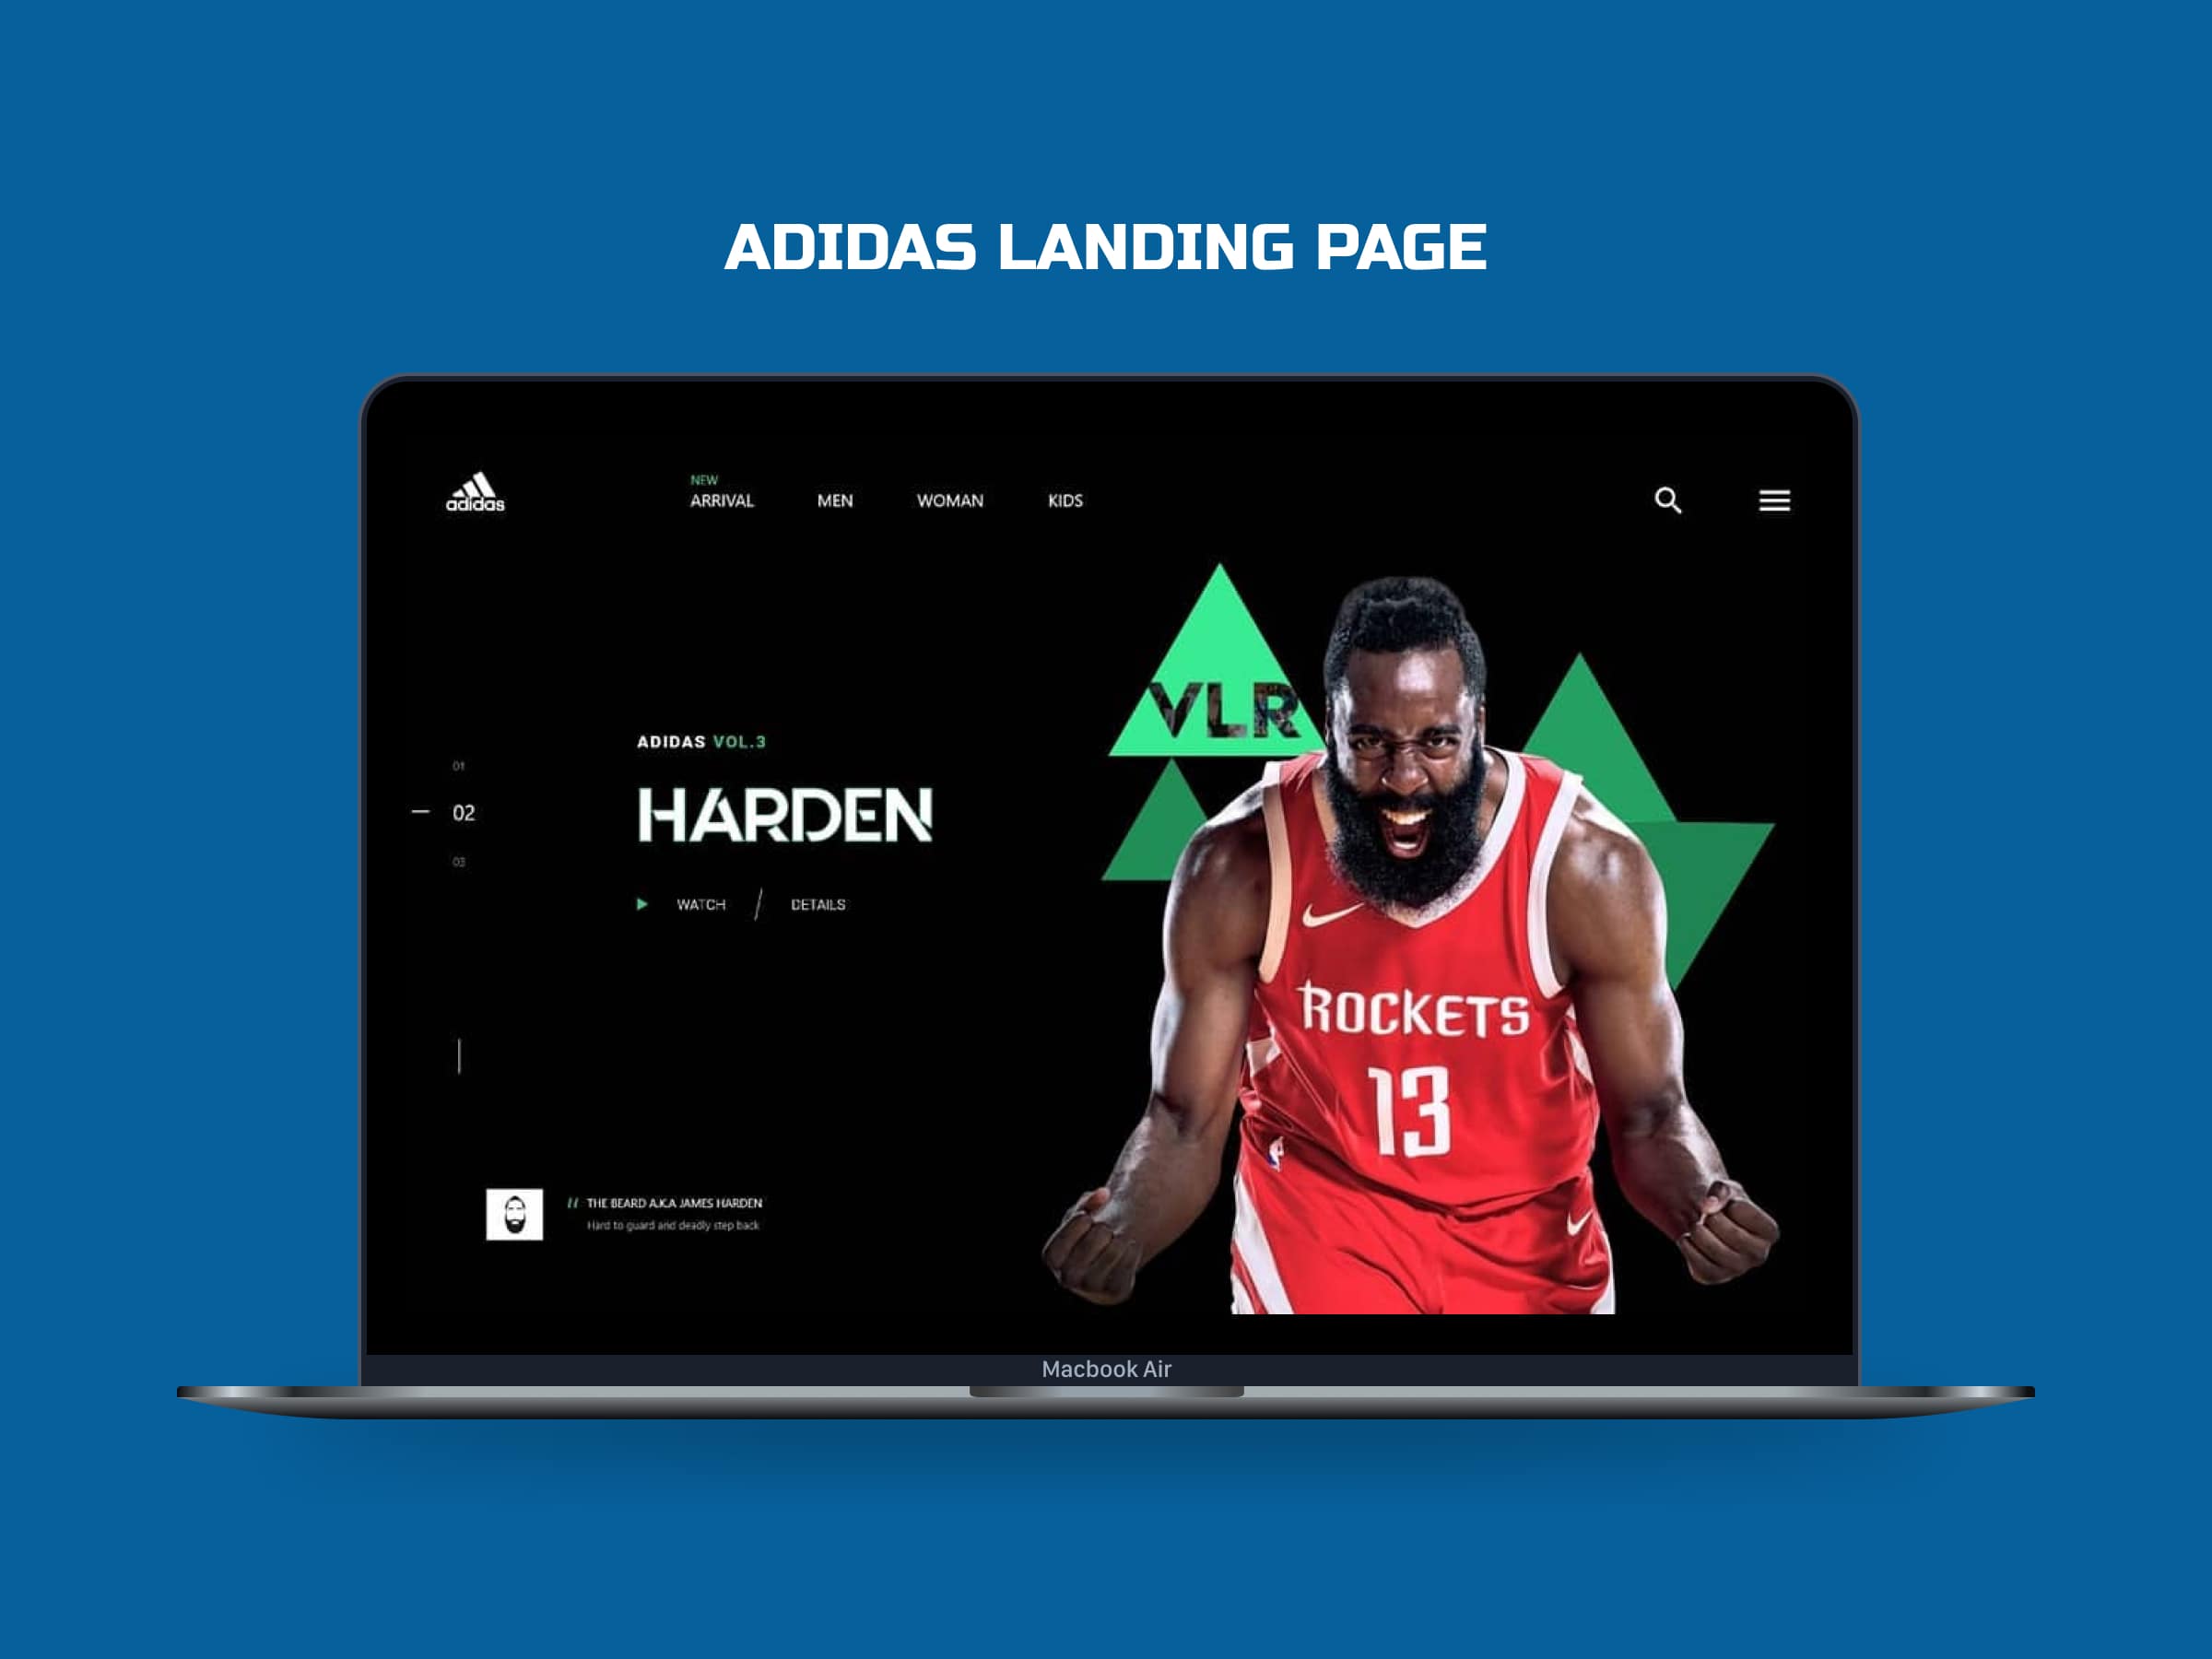 ADIDAS LANDING PAGE
adidas
NEW
ARRIVAL MEN WOMAN KIDS
VLR
ADIDAS VOL.3
01
02
03
HARDEN
WATCH / DETAILS
ROCKETS
13
// THE BEARD A.K.A JAMES HARDEN
Hard to guard and deadly step back
Macbook Air